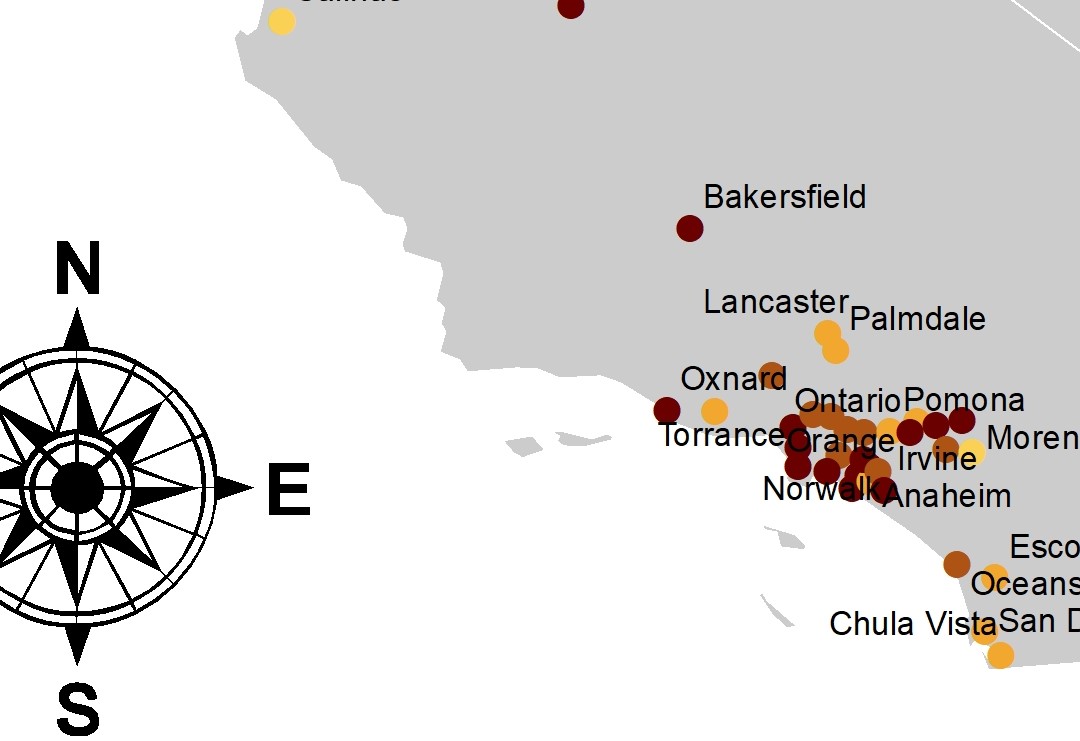 Bakersfield
N
Lancaster
Palmdale
Oxnard
Ontario
Pomona
Torrance
Orange
Moren
Irvine
E
Norwalk
Anaheim
Esco
Oceans
Chula Vista
San D
S